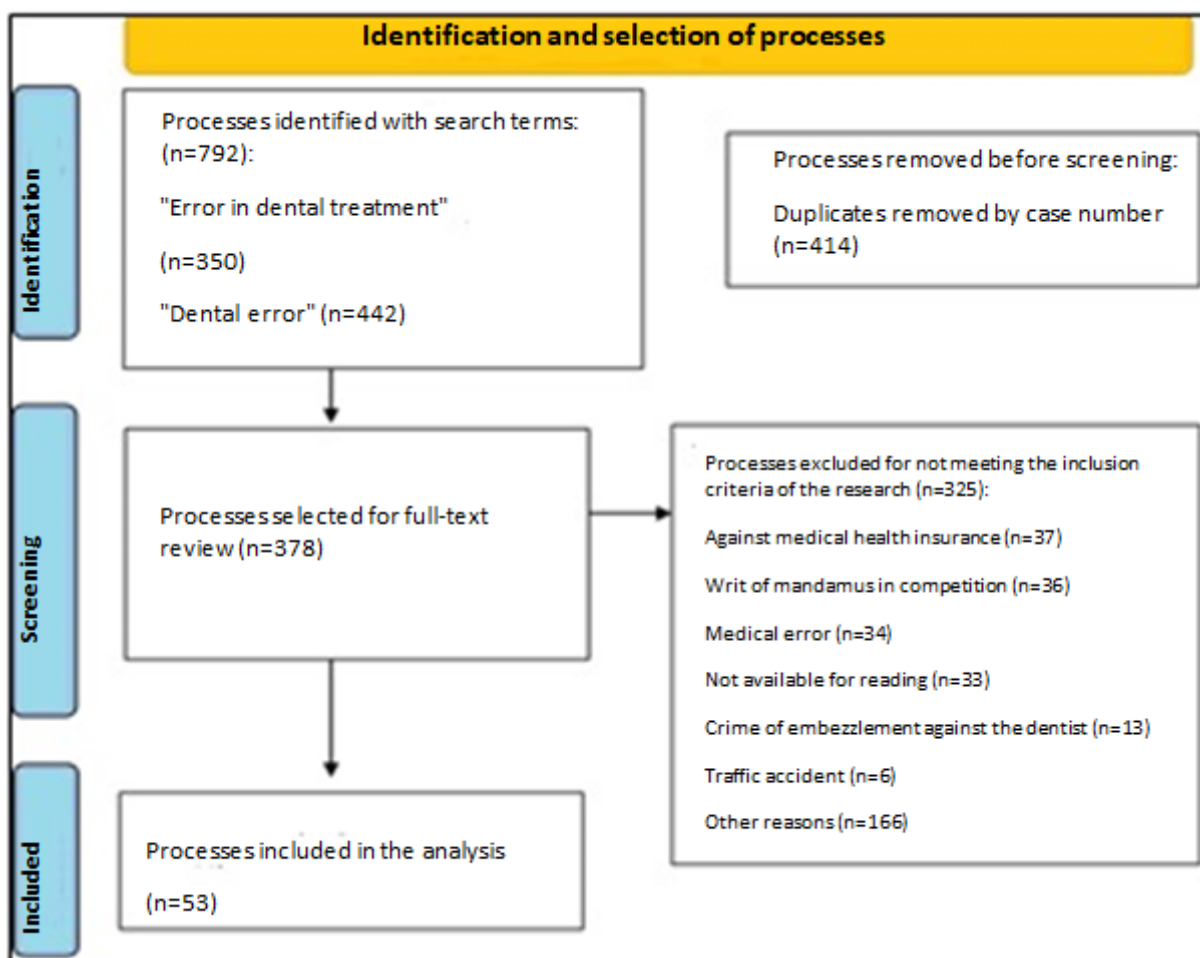 Identification and selection of processes
Identification
Processes identified with search terms:
(n=792):
"Error in dental treatment"
(n=350)
"Dental error" (n=442)
Processes removed before screening:
Duplicates removed by case number
(n=414)
Screening
Processes selected for full-text
review (n=378)
Processes excluded for not meeting the inclusion
criteria of the research (n=325):
Against medical health insurance (n=37)
Writ of mandamus in competition (n=36)
Medical error (n=34)
Not available for reading (n=33)
Crime of embezzlement against the dentist (n=13)
Traffic accident (n=6)
Other reasons (n=166)
Included
Processes included in the analysis
(n=53)